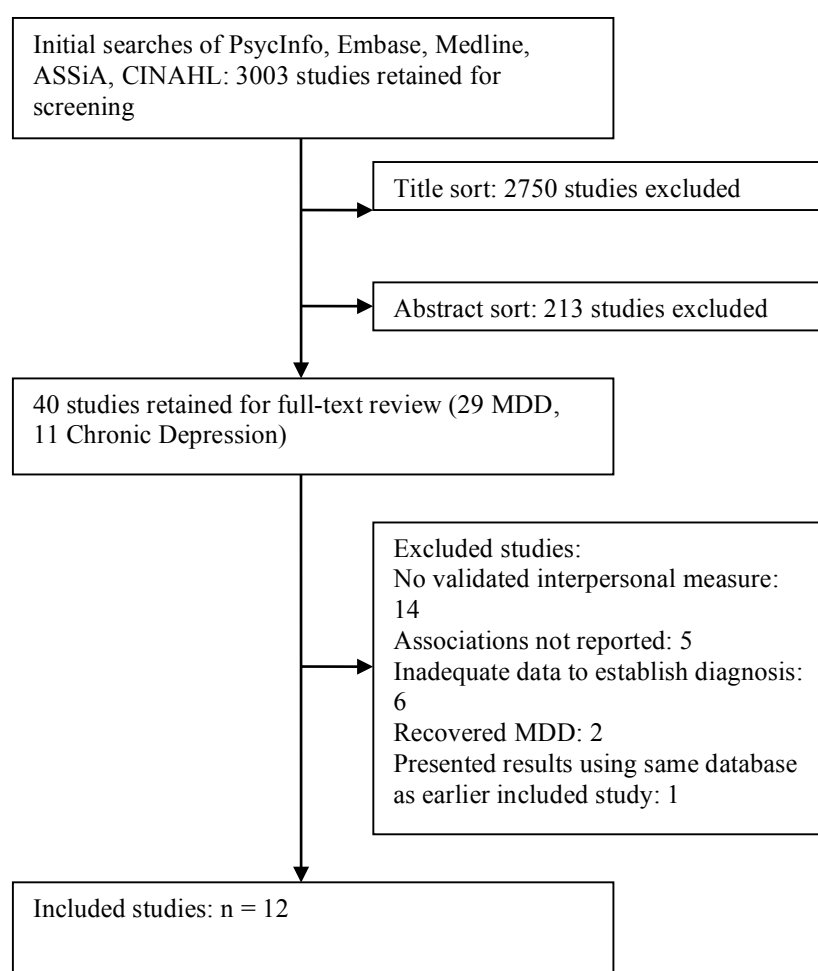 Initial searches of PsycInfo, Embase, Medline,
ASSiA, CINAHL: 3003 studies retained for
screening
Title sort: 2750 studies excluded
Abstract sort: 213 studies excluded
40 studies retained for full-text review (29 MDD,
11 Chronic Depression)
Excluded studies:
No validated interpersonal measure:
14
Associations not reported: 5
Inadequate data to establish diagnosis:
6
Recovered MDD: 2
Presented results using same database
as earlier included study: 1
Included studies: n = 12